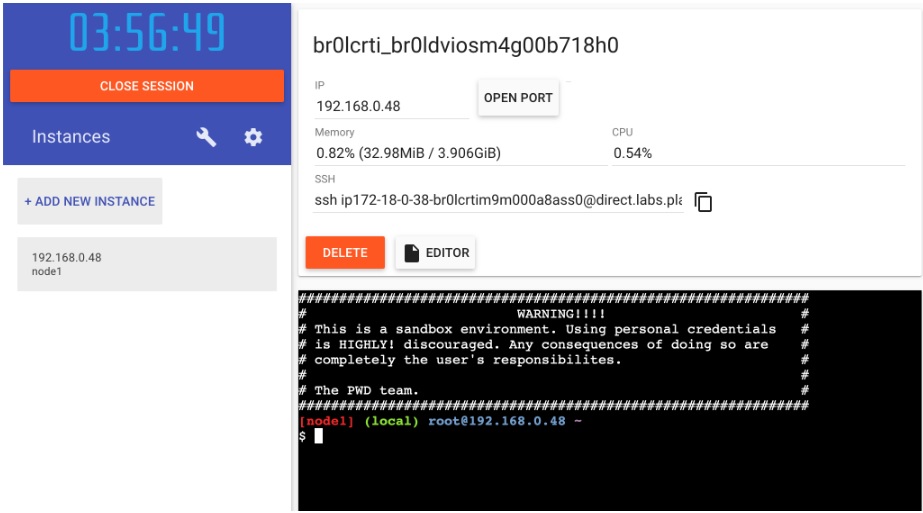 03:56:49
CLOSE SESSION
Instances
+ ADD NEW INSTANCE
192.168.0.48
node1
br0lcrti_br0ldviosm4g00b718h0
IP
192.168.0.48
OPEN PORT
Memory
0.82% (32.98MiB / 3.906GiB)
CPU
0.54%
SSH
ssh ip172-18-0-38-br0lcrtim9m000a8ass0@direct.labs.pla
DELETE
EDITOR
###############################################################
# WARNING!!!! #
# This is a sandbox environment. Using personal credentials #
# is HIGHLY! discouraged. Any consequences of doing so are #
# completely the user's responsibilites. #
# #
# The PWD team. #
###############################################################
[node1] (local) root@192.168.0.48 ~
$